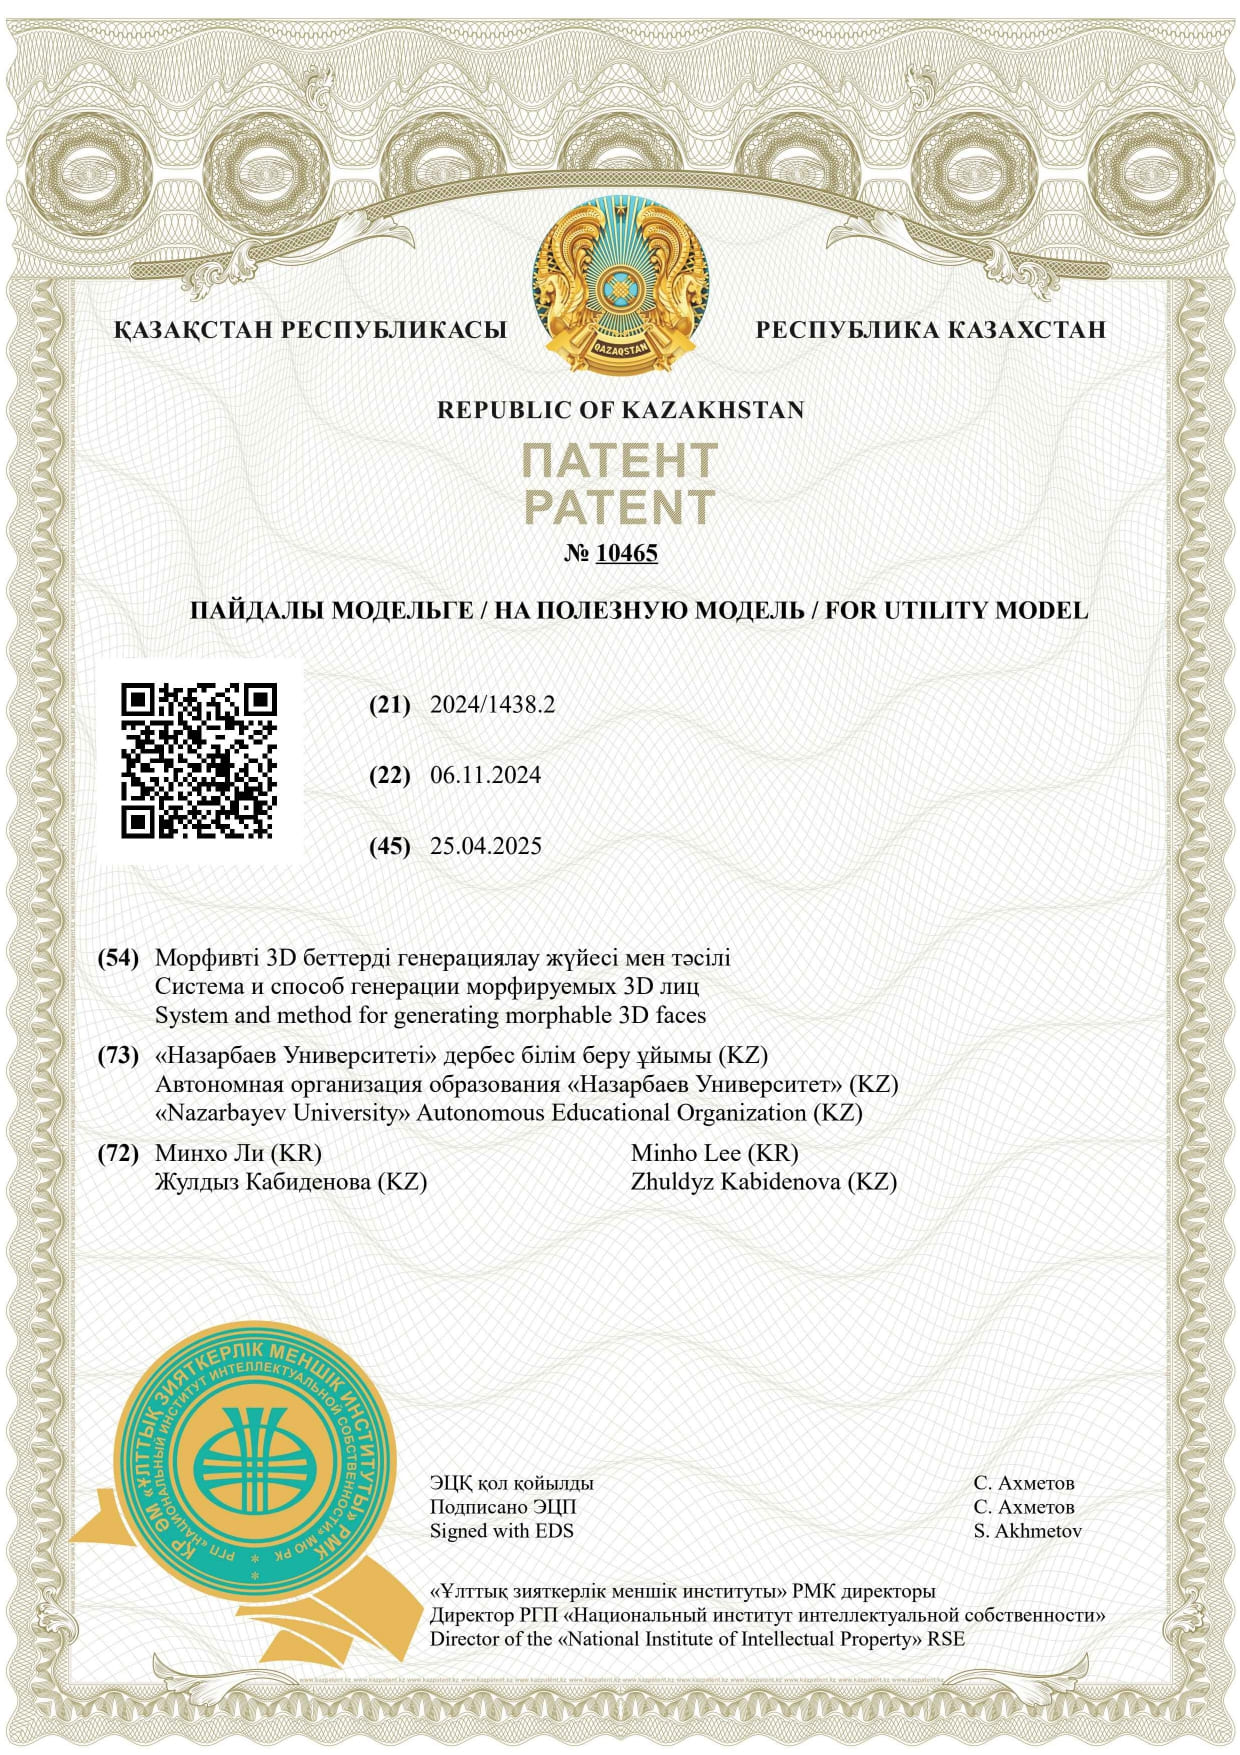 ҚАЗАҚСТАН РЕСПУБЛИКАСЫ
РЕСПУБЛИКА КАЗАХСТАН
QAZAQSTAN
REPUBLIC OF KAZAKHSTAN
ПАТЕНТ
PATENT
№ 10465
ПАЙДАЛЫ МОДЕЛЬГЕ / НА ПОЛЕЗНУЮ МОДЕЛЬ / FOR UTILITY MODEL
(21) 2024/1438.2
(22) 06.11.2024
(45) 25.04.2025
(54) Морфивті 3D беттерді генерациялау жүйесі мен тәсілі
Система и способ генерации морфируемых 3D лиц
System and method for generating morphable 3D faces
(73) «Назарбаев Университеті» дербес білім беру ұйымы (KZ)
Автономная организация образования «Назарбаев Университет» (KZ)
«Nazarbayev University» Autonomous Educational Organization (KZ)
(72) Минхо Ли (KR) Minho Lee (KR)
Жулдыз Кабиденова (KZ) Zhuldyz Kabidenova (KZ)
ҚР ӘМ «ҰЛТТЫҚ ЗИЯТКЕРЛІК МЕНШІК ИНСТИТУТЫ» РМК
РГП «НАЦИОНАЛЬНЫЙ ИНСТИТУТ ИНТЕЛЛЕКТУАЛЬНОЙ СОБСТВЕННОСТИ» МЮ РК
ЭЦҚ қол қойылды С. Ахметов
Подписано ЭЦП С. Ахметов
Signed with EDS S. Akhmetov
«Ұлттық зияткерлік меншік институты» РМК директоры
Директор РГП «Национальный институт интеллектуальной собственности»
Director of the «National Institute of Intellectual Property» RSE